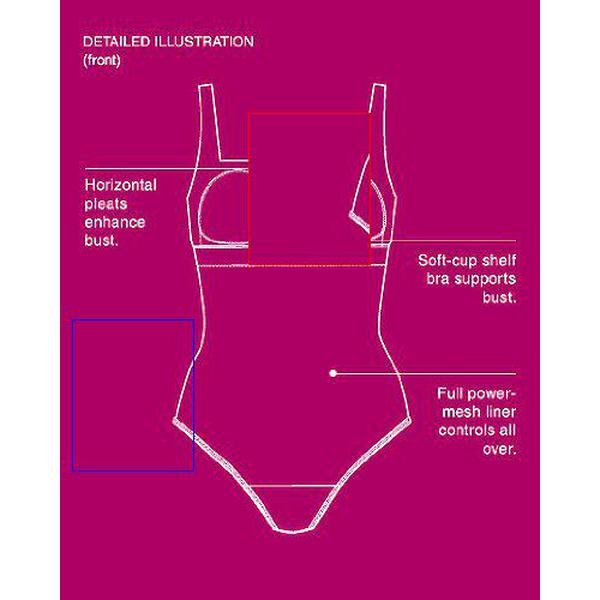 DETAILED ILLUSTRATION
(front)
Horizontal
pleats
enhance
bust.
Soft-cup shelf
bra supports
bust.
Full power-
mesh liner
controls all
over.